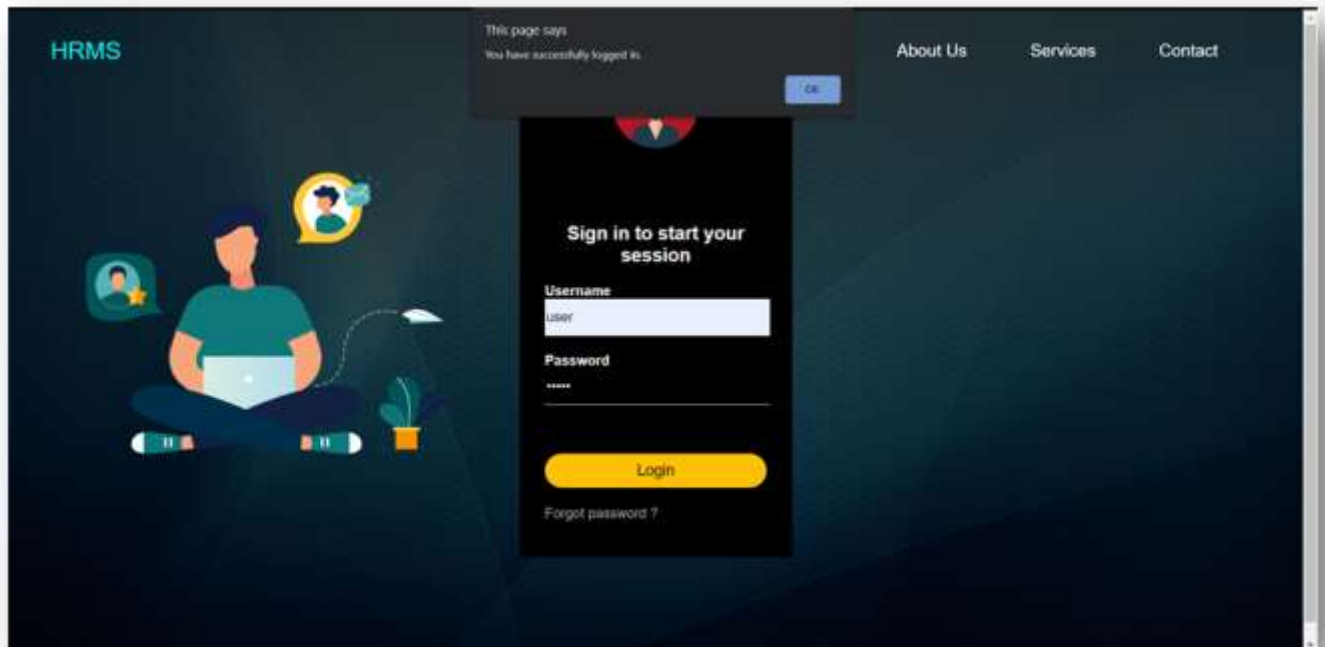 HRMS
This page says
You have successfully logged in.
OK
About Us
Services
Contact
Sign in to start your
session
Username
user
Password
•••••
Login
Forgot password ?